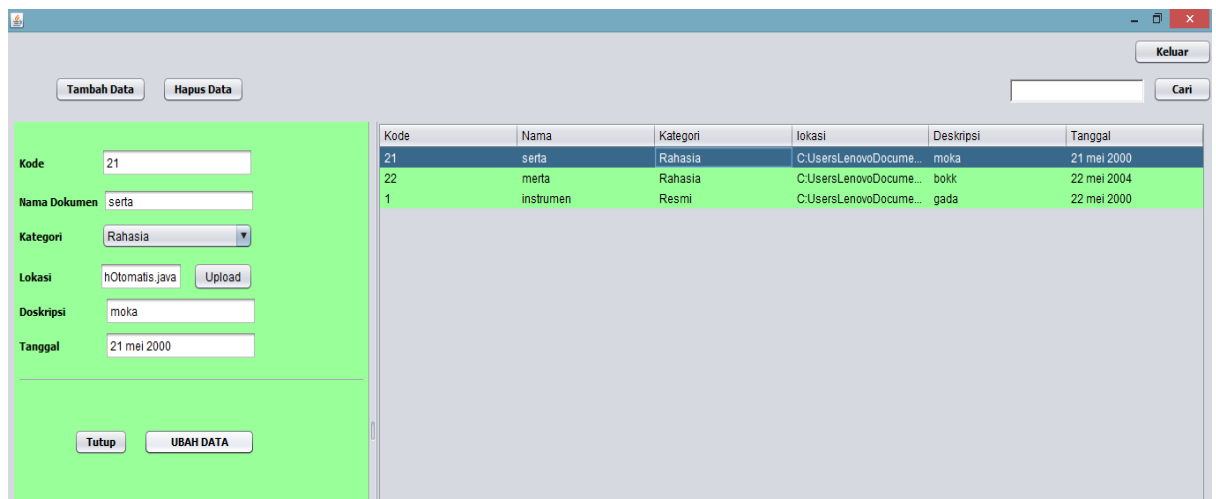 Keluar
Tambah Data Hapus Data Cari
Kode 21
Nama Dokumen serta
Kategori Rahasia
Lokasi hOtomatis.java Upload
Doskripsi moka
Tanggal 21 mei 2000
Tutup UBAH DATA
Kode Nama Kategori lokasi Deskripsi Tanggal
21 serta Rahasia C:UsersLenovoDocume... moka 21 mei 2000
22 merta Rahasia C:UsersLenovoDocume... bokk 22 mei 2004
1 instrumen Resmi C:UsersLenovoDocume... gada 22 mei 2000